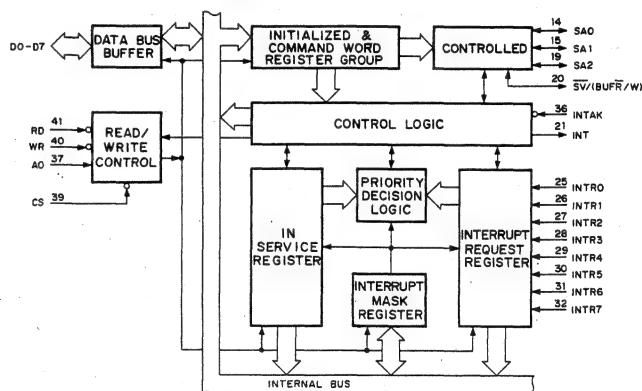 D0-D7
DATA BUS
BUFFER
INITIALIZED &
COMMAND WORD
REGISTER GROUP
CONTROLLED
14
SA0
15
SA1
19
SA2
20
SV/(BUFR/W)
41
RD
40
WR
37
A0
39
CS
READ/
WRITE
CONTROL
CONTROL LOGIC
36
INTAK
21
INT
IN
SERVICE
REGISTER
PRIORITY
DECISION
LOGIC
INTERRUPT
REQUEST
REGISTER
INTERRUPT
MASK
REGISTER
25
INTR0
26
INTR1
27
INTR2
28
INTR3
29
INTR4
30
INTR5
31
INTR6
32
INTR7
INTERNAL BUS